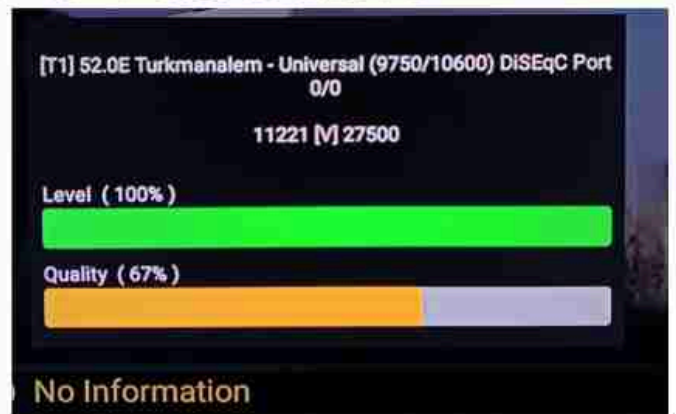 [T1] 52.0E Turkmanalem - Universal (9750/10600) DiSEqC Port
0/0
11221 [V] 27500
Level ( 100% )
Quality ( 67% )
No Information